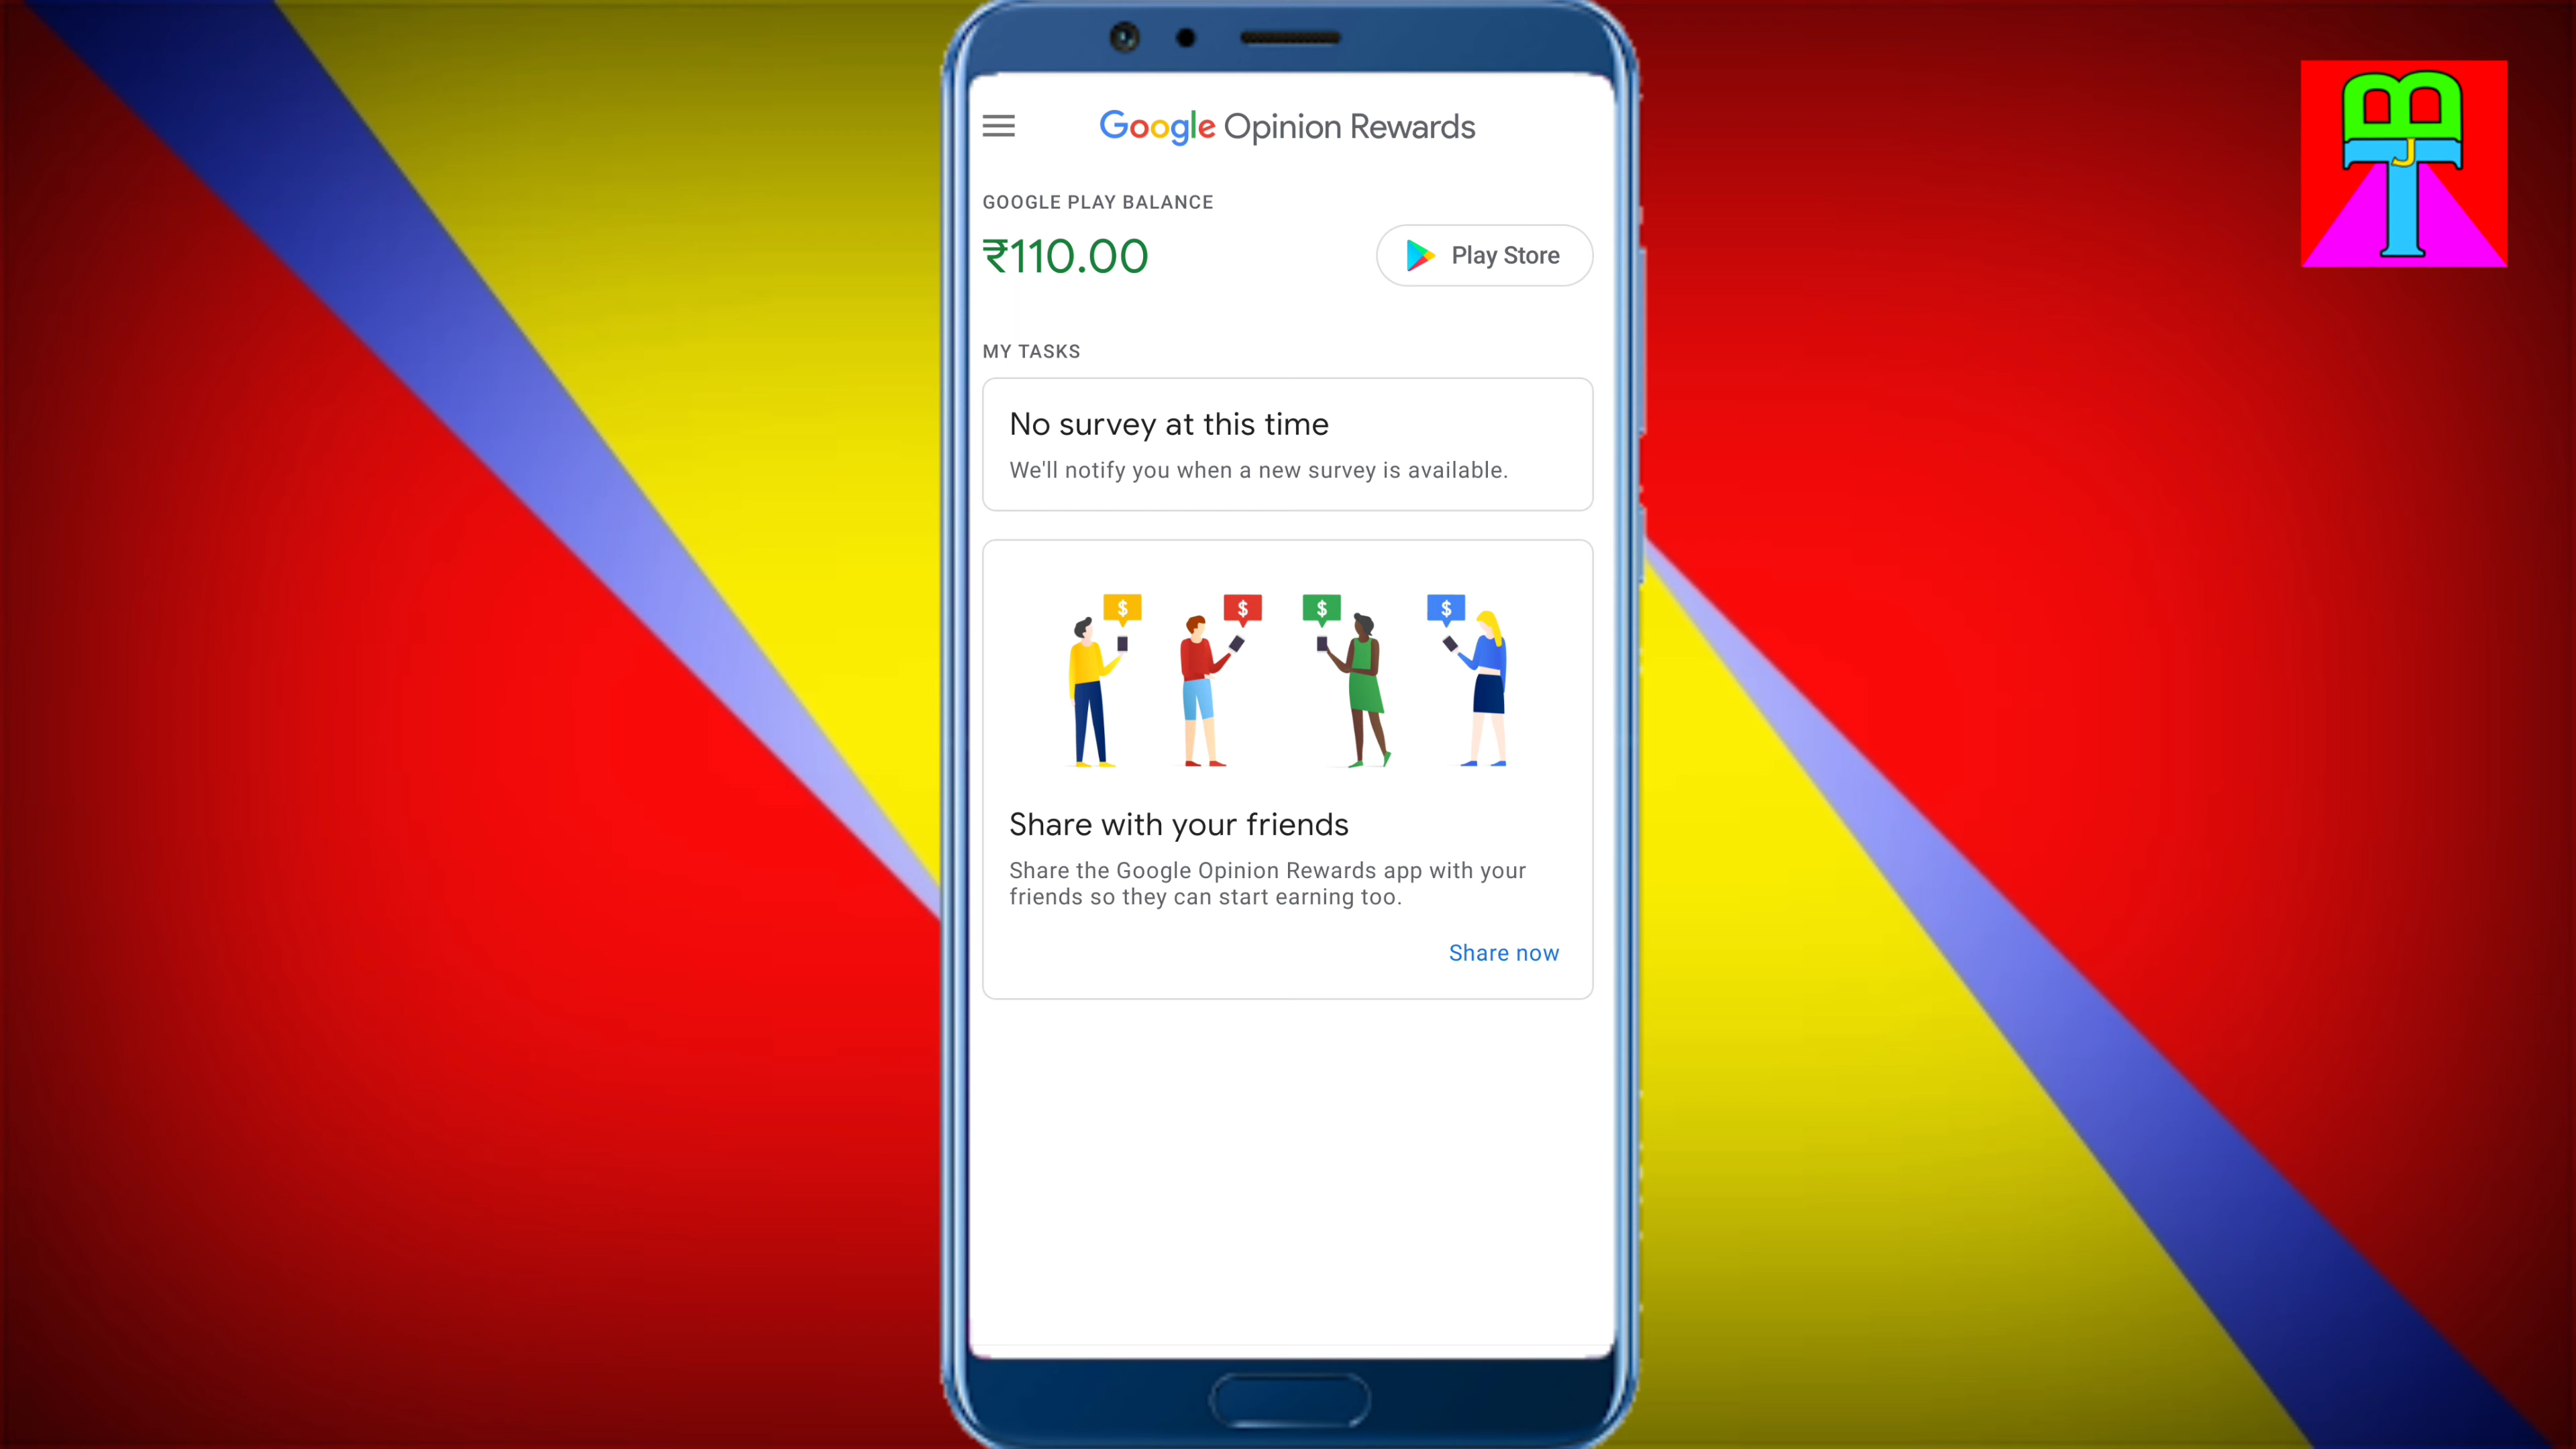 Google Opinion Rewards
GOOGLE PLAY BALANCE
₹110.00
Play Store
MY TASKS
No survey at this time
We'll notify you when a new survey is available.
$ $ $ $
Share with your friends
Share the Google Opinion Rewards app with your
friends so they can start earning too.
Share now
B
J
T